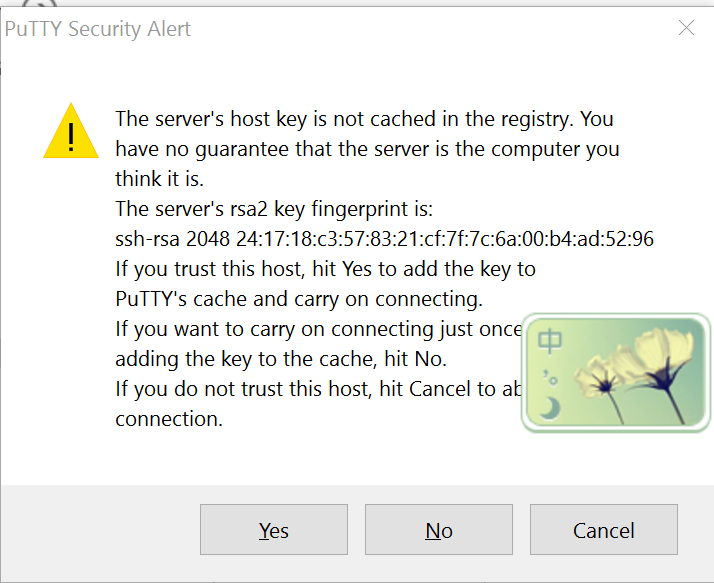 PuTTY Security Alert
The server's host key is not cached in the registry. You
have no guarantee that the server is the computer you
think it is.
The server's rsa2 key fingerprint is:
ssh-rsa 2048 24:17:18:c3:57:83:21:cf:7f:7c:6a:00:b4:ad:52:96
If you trust this host, hit Yes to add the key to
PuTTY's cache and carry on connecting.
If you want to carry on connecting just once
adding the key to the cache, hit No.
If you do not trust this host, hit Cancel to
connection.
中
Yes
No
Cancel